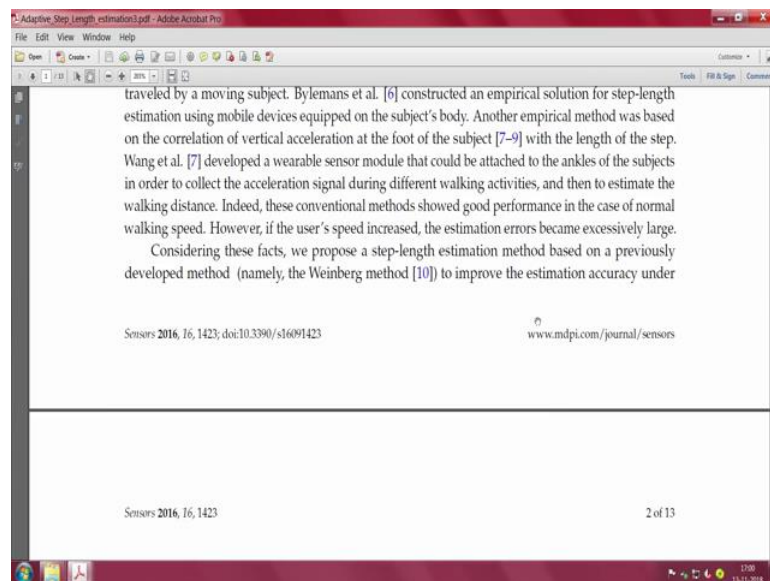 Adaptive_Step_Length_estimation3.pdf - Adobe Acrobat Pro
File Edit View Window Help
Open Create Customize
1 / 13 201% Tools Fill & Sign Comment
traveled by a moving subject. Bylemans et al. [6] constructed an empirical solution for step-length
estimation using mobile devices equipped on the subject's body. Another empirical method was based
on the correlation of vertical acceleration at the foot of the subject [7–9] with the length of the step.
Wang et al. [7] developed a wearable sensor module that could be attached to the ankles of the subjects
in order to collect the acceleration signal during different walking activities, and then to estimate the
walking distance. Indeed, these conventional methods showed good performance in the case of normal
walking speed. However, if the user's speed increased, the estimation errors became excessively large.
Considering these facts, we propose a step-length estimation method based on a previously
developed method (namely, the Weinberg method [10]) to improve the estimation accuracy under
Sensors 2016, 16, 1423; doi:10.3390/s16091423 www.mdpi.com/journal/sensors
Sensors 2016, 16, 1423 2 of 13
17:00